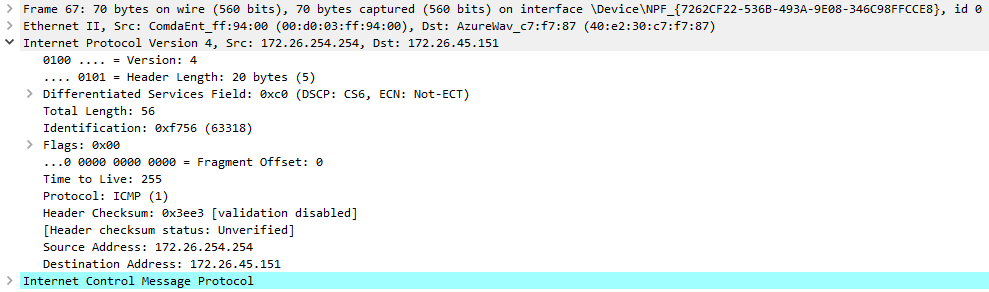 Frame 67: 70 bytes on wire (560 bits), 70 bytes captured (560 bits) on interface \Device\NPF_{7262CF22-536B-493A-9E08-346C98FFCCE8}, id 0
Ethernet II, Src: ComdaEnt_ff:94:00 (00:d0:03:ff:94:00), Dst: AzureWav_c7:f7:87 (40:e2:30:c7:f7:87)
Internet Protocol Version 4, Src: 172.26.254.254, Dst: 172.26.45.151
0100 .... = Version: 4
.... 0101 = Header Length: 20 bytes (5)
Differentiated Services Field: 0xc0 (DSCP: CS6, ECN: Not-ECT)
Total Length: 56
Identification: 0xf756 (63318)
Flags: 0x00
...0 0000 0000 0000 = Fragment Offset: 0
Time to Live: 255
Protocol: ICMP (1)
Header Checksum: 0x3ee3 [validation disabled]
[Header checksum status: Unverified]
Source Address: 172.26.254.254
Destination Address: 172.26.45.151
Internet Control Message Protocol